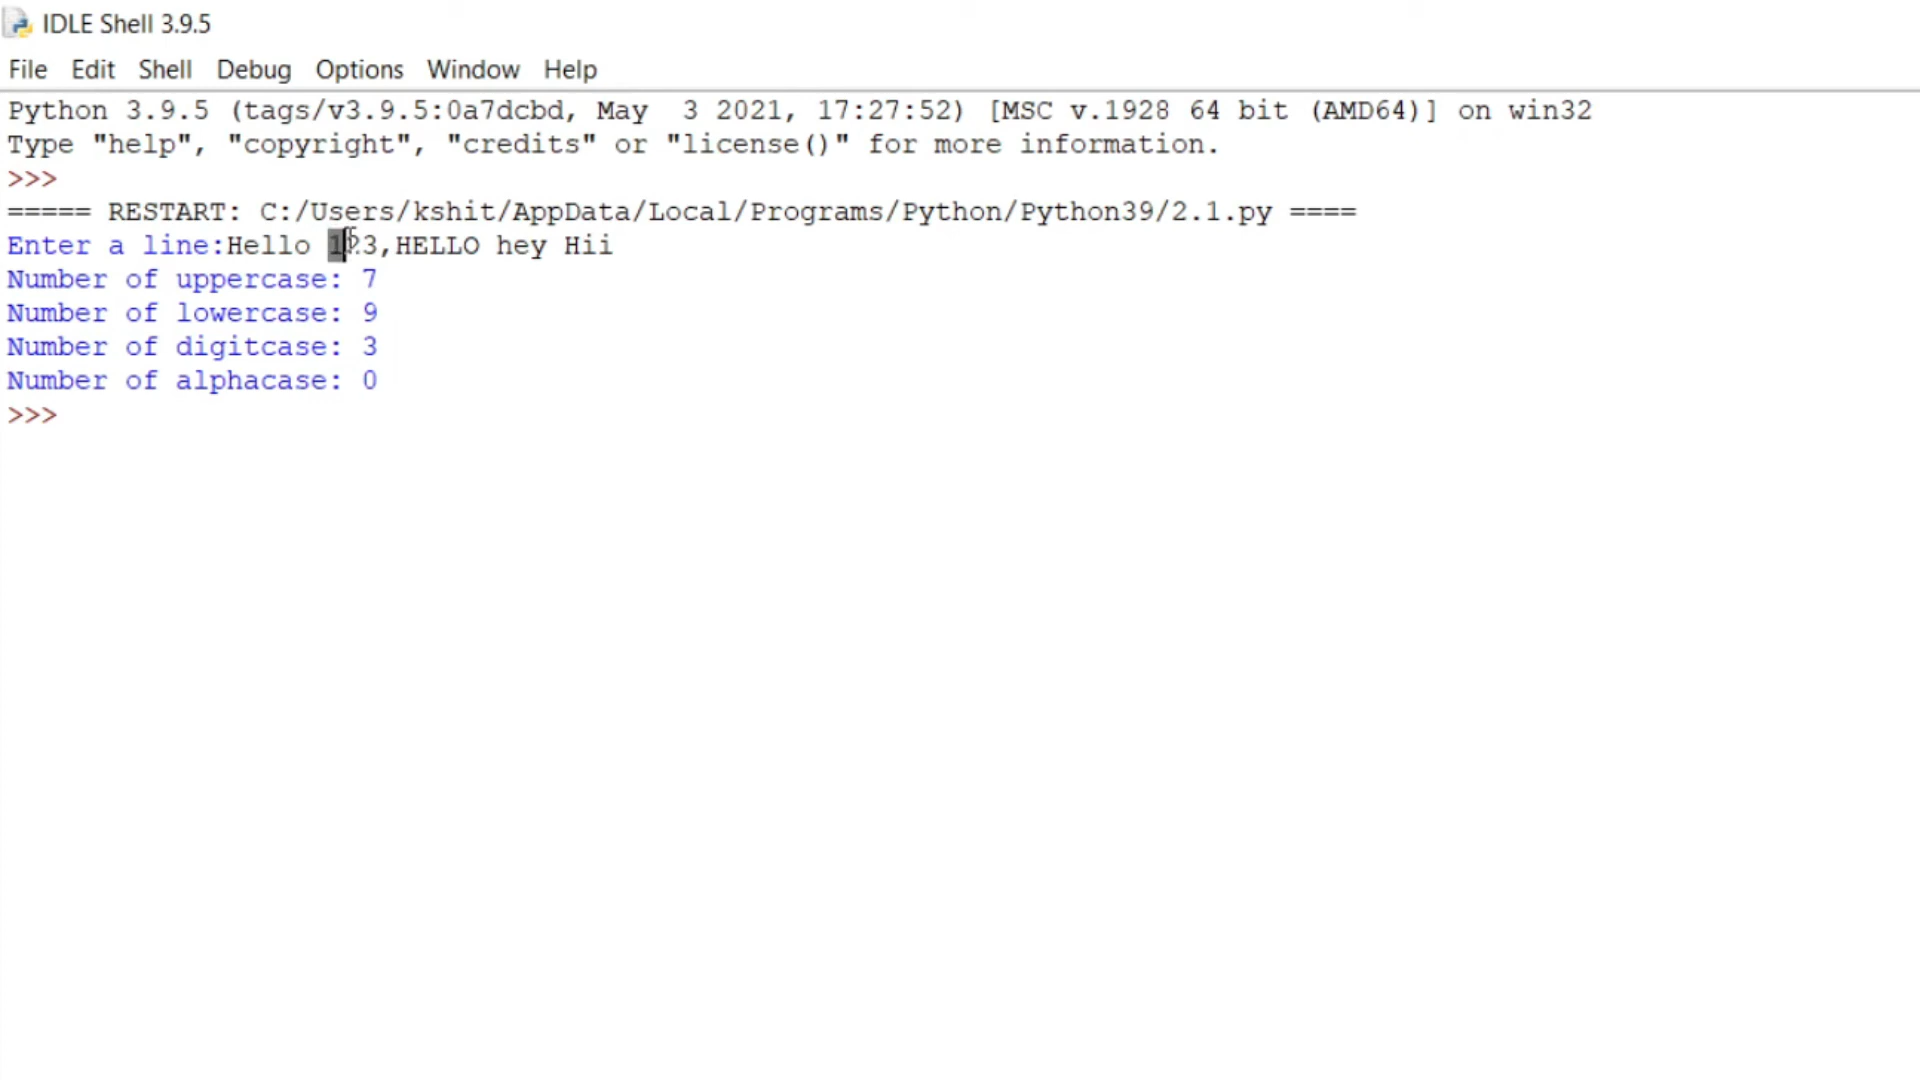 IDLE Shell 3.9.5
File Edit Shell Debug Options Window Help
Python 3.9.5 (tags/v3.9.5:0a7dcbd, May  3 2021, 17:27:52) [MSC v.1928 64 bit (AMD64)] on win32
Type "help", "copyright", "credits" or "license()" for more information.
>>>
===== RESTART: C:/Users/kshit/AppData/Local/Programs/Python/Python39/2.1.py ====
Enter a line:Hello 123,HELLO hey Hii
Number of uppercase: 7
Number of lowercase: 9
Number of digitcase: 3
Number of alphacase: 0
>>>